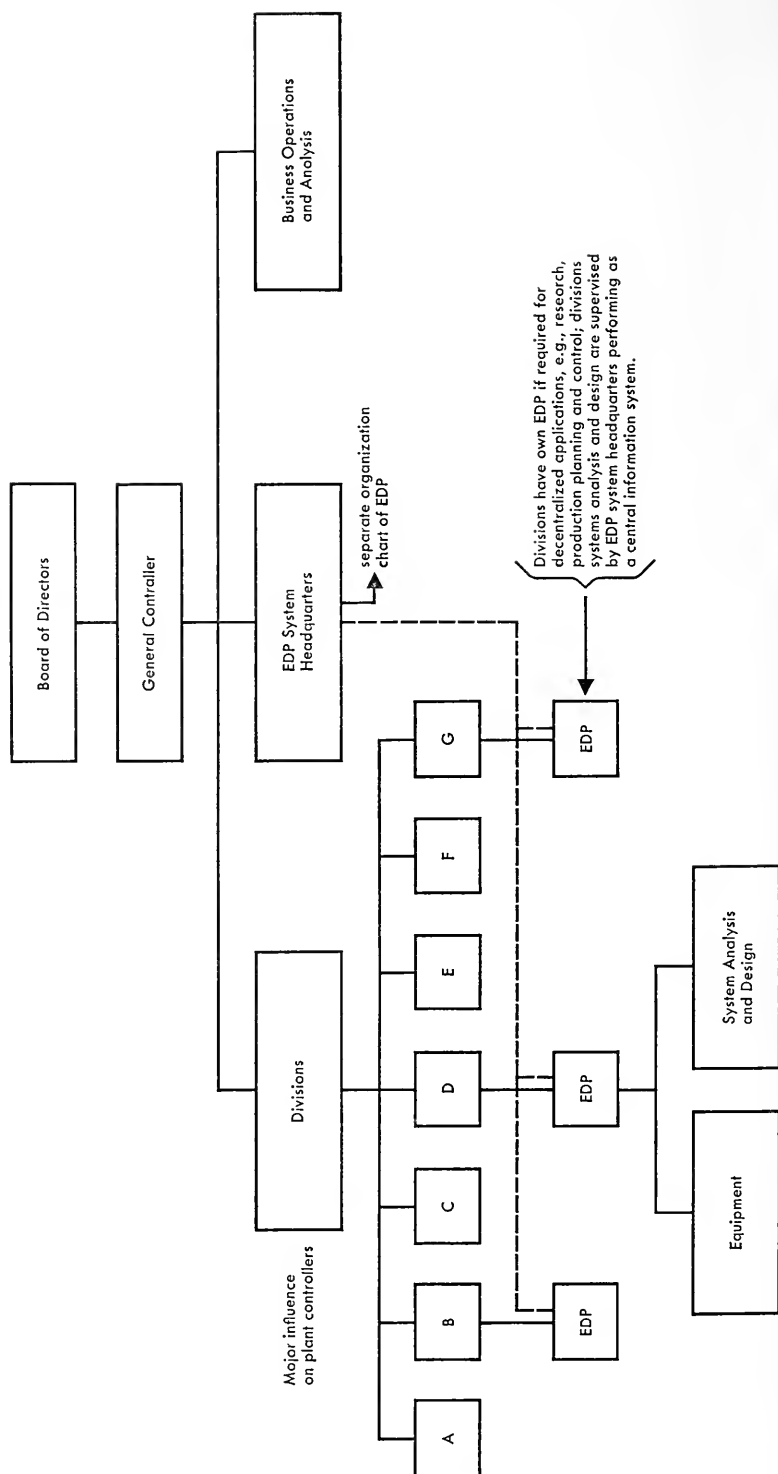 Board of Directors
General Controller
Divisions
EDP System
Headquarters
Business Operations
and Analysis
Major influence
on plant controllers
separate organization
chart of EDP
A
B
C
D
E
F
G
EDP
EDP
EDP
Divisions have own EDP if required for
decentralized applications, e.g., research,
production planning and control; divisions
systems analysis and design are supervised
by EDP system headquarters performing as
a central information system.
Equipment
System Analysis
and Design